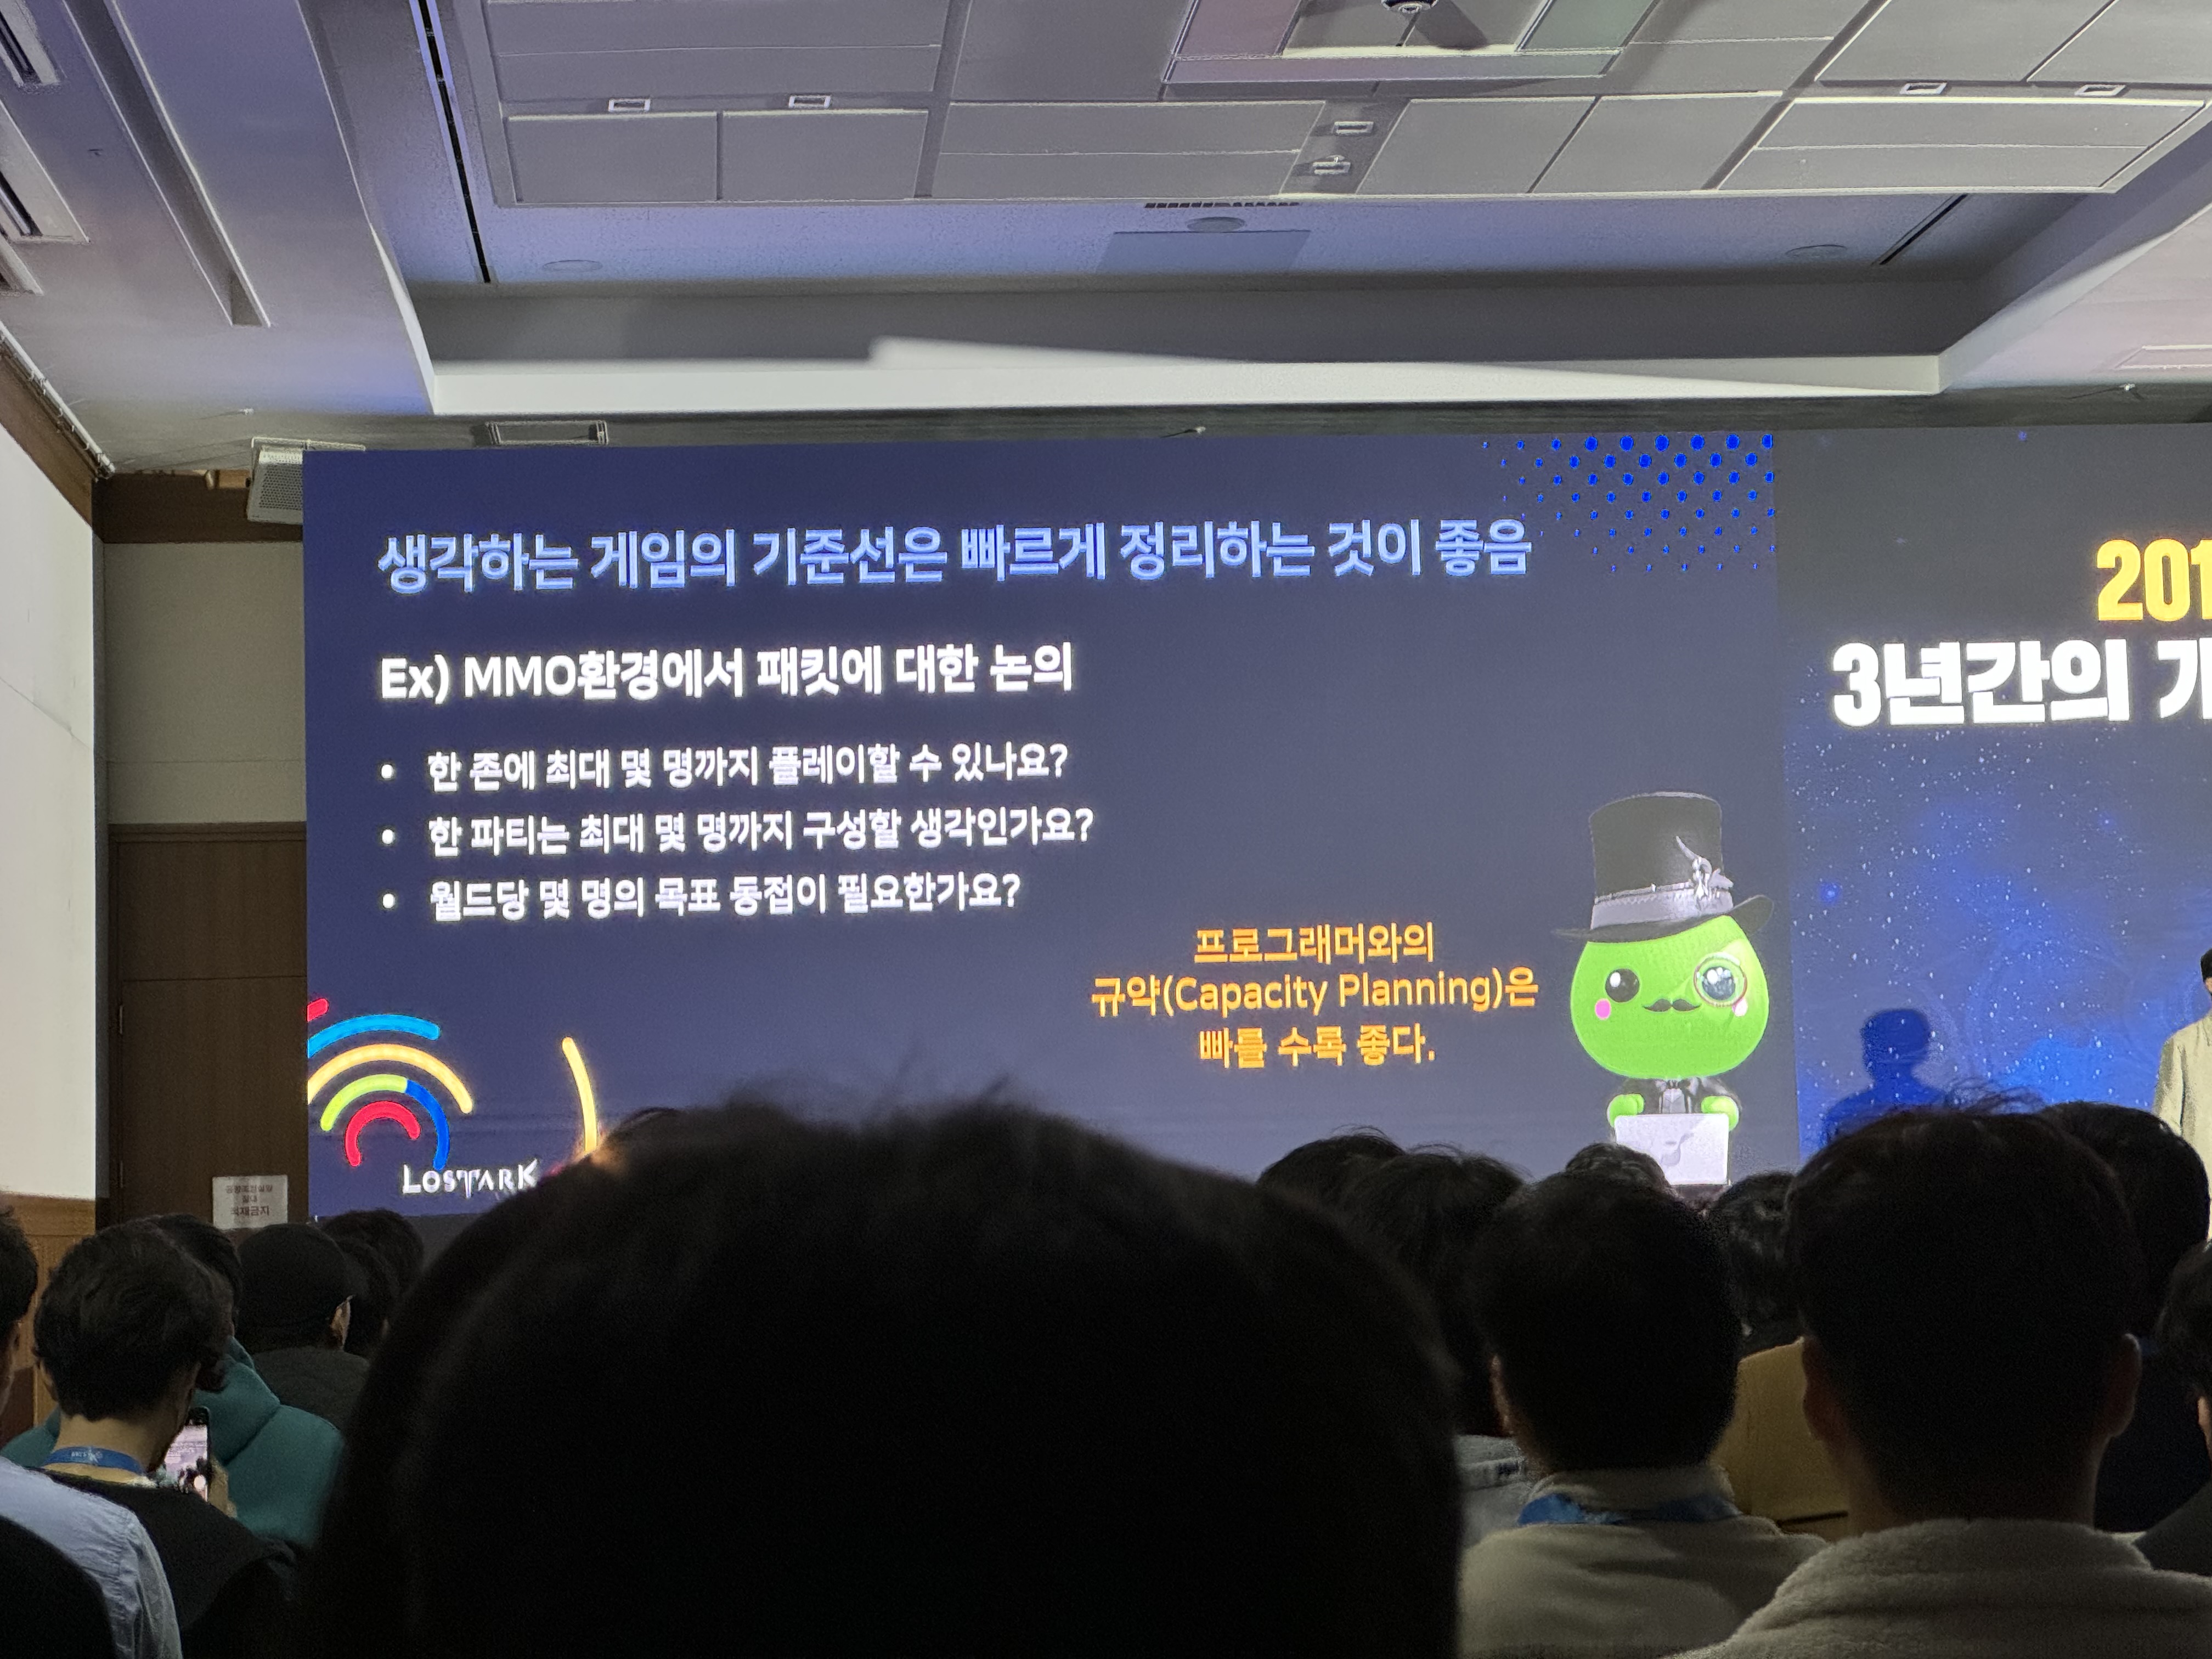 생각하는 게임의 기준선은 빠르게 정리하는 것이 좋음
Ex) MMO환경에서 패킷에 대한 논의
• 한 존에 최대 몇 명까지 플레이할 수 있나요?
• 한 파티는 최대 몇 명까지 구성할 생각인가요?
• 월드당 몇 명의 목표 동접이 필요한가요?
프로그래머와의
규약(Capacity Planning)은
빠를 수록 좋다.
LOSTARK
201
3년간의
적재금지